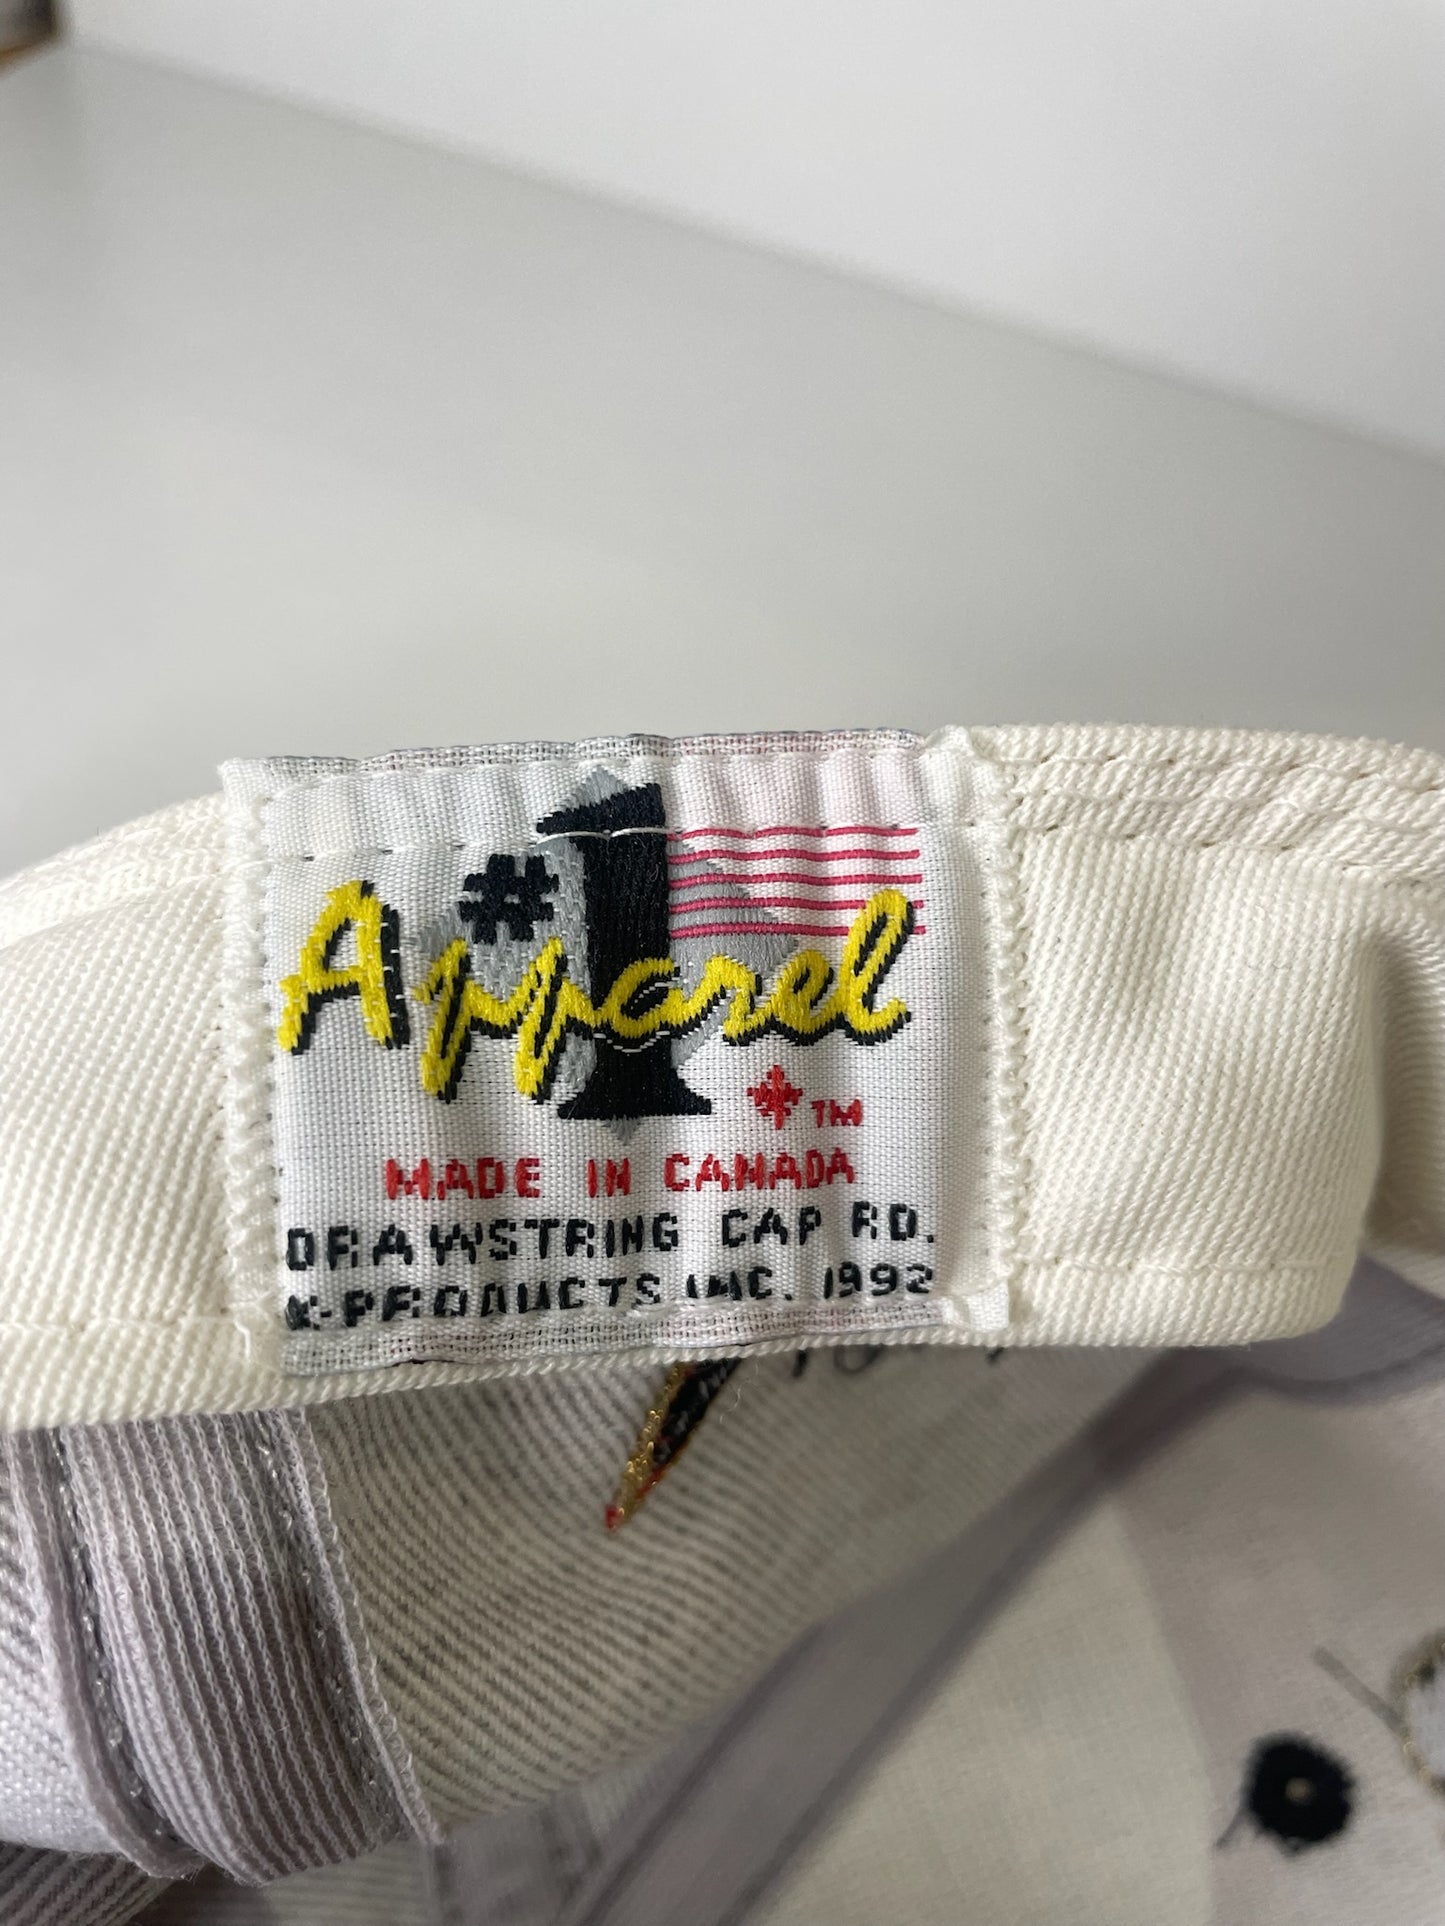 #1
Apparel
TM
MADE IN CANADA
DRAWSTRING CAP RD.
K-PRODUCTS INC. 1992